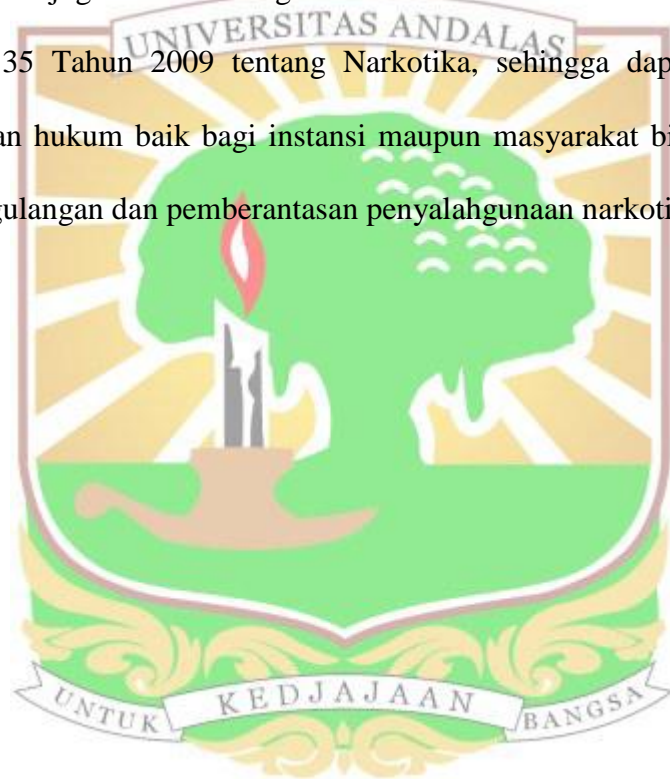 UNIVERSITAS ANDALAS
35 Tahun 2009 tentang Narkotika, sehingga dap
an hukum baik bagi instansi maupun masyarakat bi
gulangan dan pemberantasan penyalahgunaan narkoti
UNTUK KEDJAJAAN BANGSA